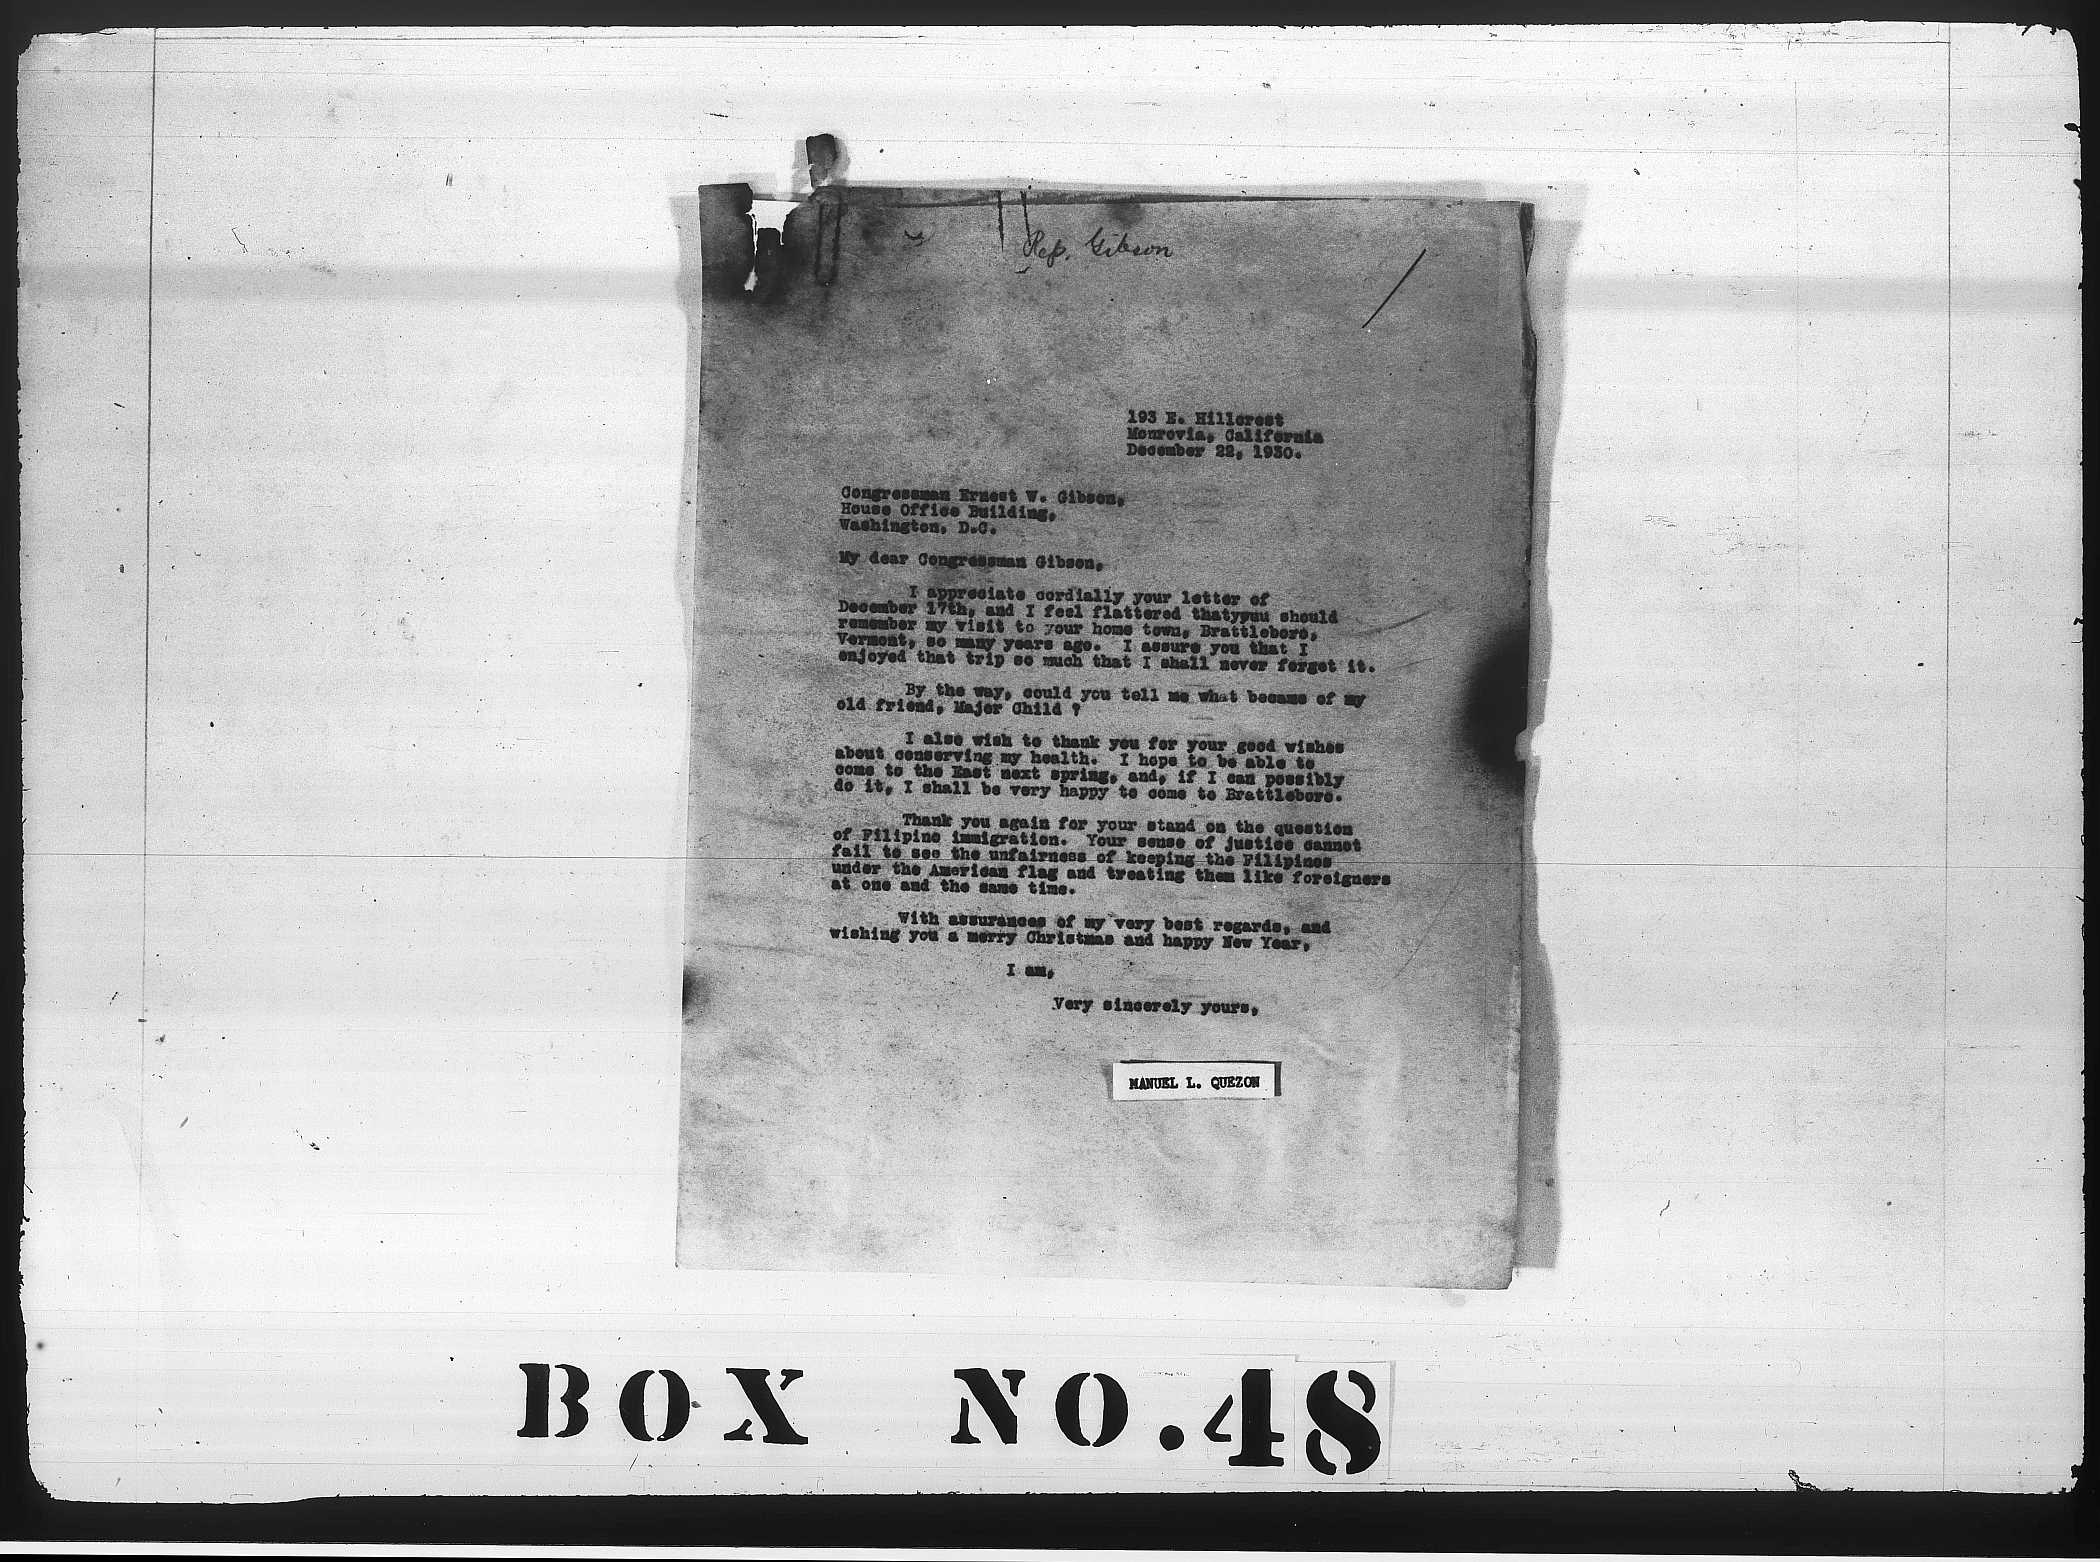 Rep. Gibson
193 E. Hillcrest
Monrovia, California
December 22, 1930.
Congressman Ernest W. Gibson,
House Office Building,
Washington, D.C.
My dear Congressman Gibson,
I appreciate cordially your letter of
December 17th, and I feel flattered thatyouu should
remember my visit to your home town, Brattleboro,
Vermont, so many years ago. I assure you that I
enjoyed that trip so much that I shall never forget it.
By the way, could you tell me what became of my
old friend, Major Child ?
I also wish to thank you for your good wishes
about conserving my health. I hope to be able to
come to the East next spring, and, if I can possibly
do it, I shall be very happy to come to Brattleboro.
Thank you again for your stand on the question
of Filipino immigration. Your sense of justice cannot
fail to see the unfairness of keeping the Filipinos
under the American flag and treating them like foreigners
at one and the same time.
With assurances of my very best regards, and
wishing you a merry Christmas and happy New Year,
I am,
Very sincerely yours,
MANUEL L. QUEZON
BOX NO. 48